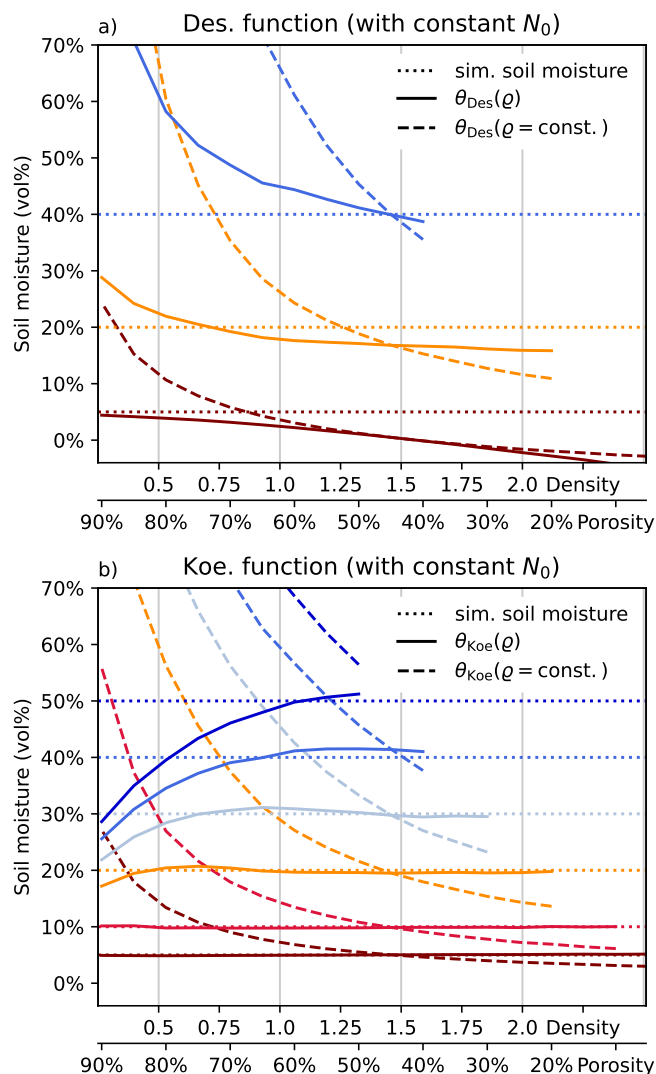 a) Des. function (with constant N₀)
70%
60%
50%
40%
30%
20%
10%
0%
Soil moisture (vol%)
sim. soil moisture
θ_Des(ϱ)
θ_Des(ϱ = const.)
0.5 0.75 1.0 1.25 1.5 1.75 2.0 Density
90% 80% 70% 60% 50% 40% 30% 20% Porosity
b) Koe. function (with constant N₀)
70%
60%
50%
40%
30%
20%
10%
0%
Soil moisture (vol%)
sim. soil moisture
θ_Koe(ϱ)
θ_Koe(ϱ = const.)
0.5 0.75 1.0 1.25 1.5 1.75 2.0 Density
90% 80% 70% 60% 50% 40% 30% 20% Porosity